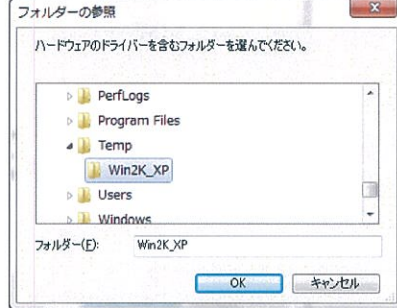 フォルダーの参照
ハードウェアのドライバーを含むフォルダーを選んでください。
PerfLogs
Program Files
Temp
Win2K_XP
Users
Windows
フォルダー(F): Win2K_XP
OK キャンセル